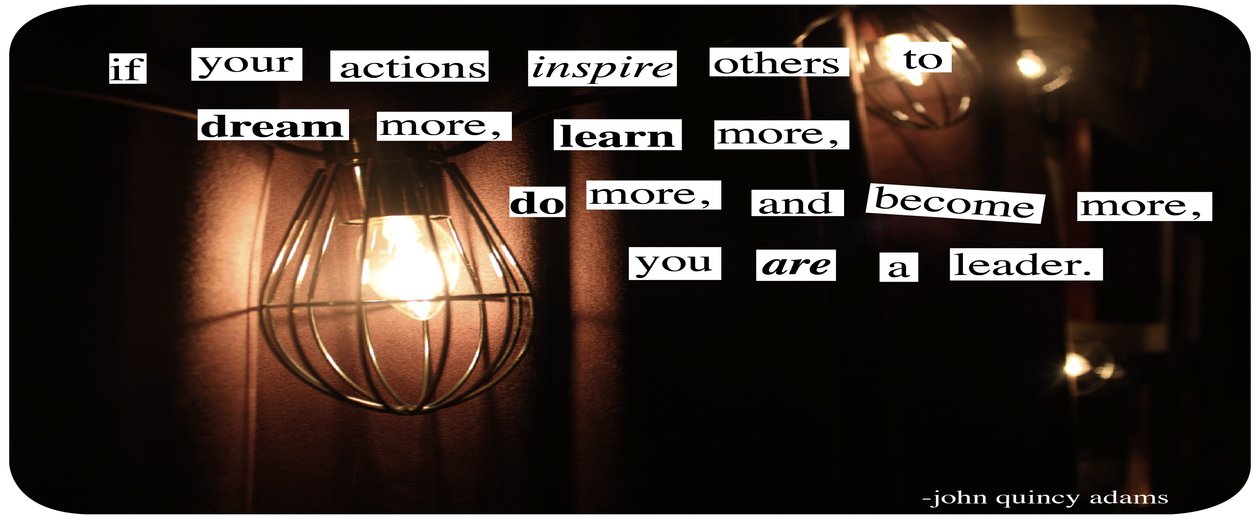 if your actions inspire others to
dream more, learn more,
do more, and become more,
you are a leader.
-john quincy adams